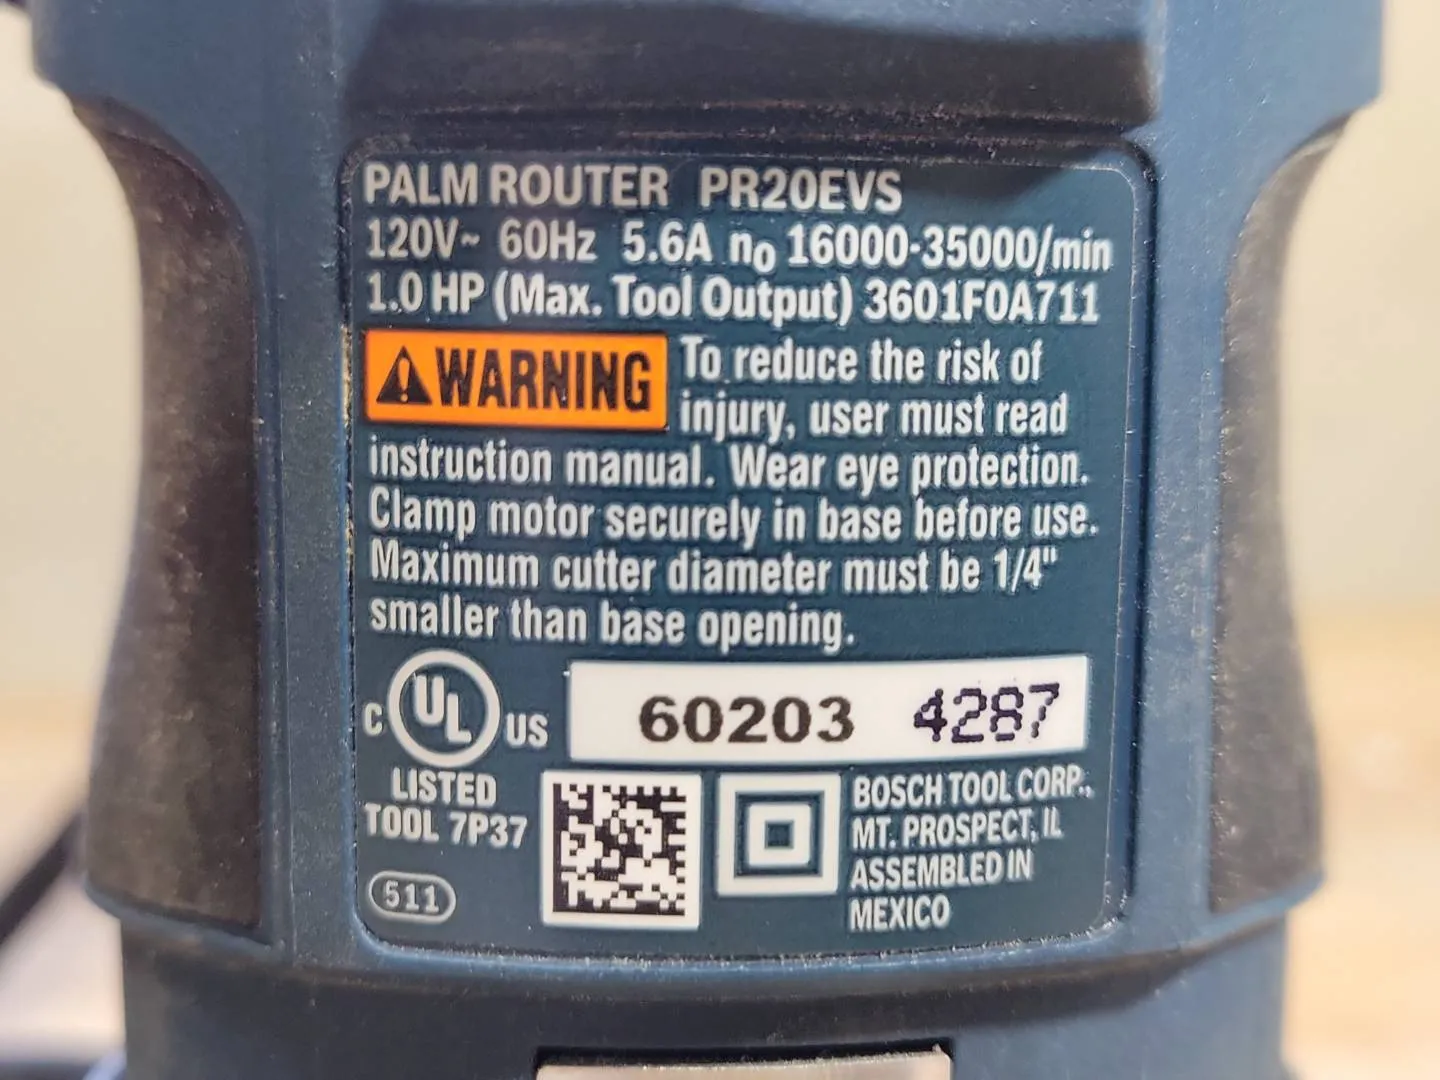 PALM ROUTER PR20EVS
120V~ 60Hz 5.6A n₀ 16000-35000/min
1.0 HP (Max. Tool Output) 3601F0A711
WARNING To reduce the risk of
injury, user must read
instruction manual. Wear eye protection.
Clamp motor securely in base before use.
Maximum cutter diameter must be 1/4"
smaller than base opening.
C UL US
LISTED
TOOL 7P37
511
60203 4287
BOSCH TOOL CORP.,
MT. PROSPECT, IL
ASSEMBLED IN
MEXICO